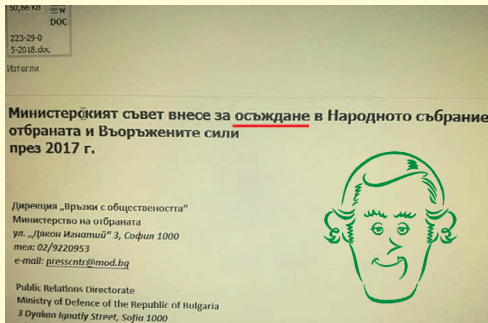 50,66 KB
W
DOC
223-29-0
5-2018.doc
Изтегли
Министерският съвет внесе за осъждане в Народното събрание
отбраната и Въоръжените сили
през 2017 г.
Дирекция „Връзки с обществеността"
Министерство на отбраната
ул. „Дякон Игнатий" 3, София 1000
тел: 02/9220953
e-mail: presscntr@mod.bg
Public Relations Directorate
Ministry of Defence of the Republic of Bulgaria
3 Dyakon Ignatiy Street, Sofia 1000